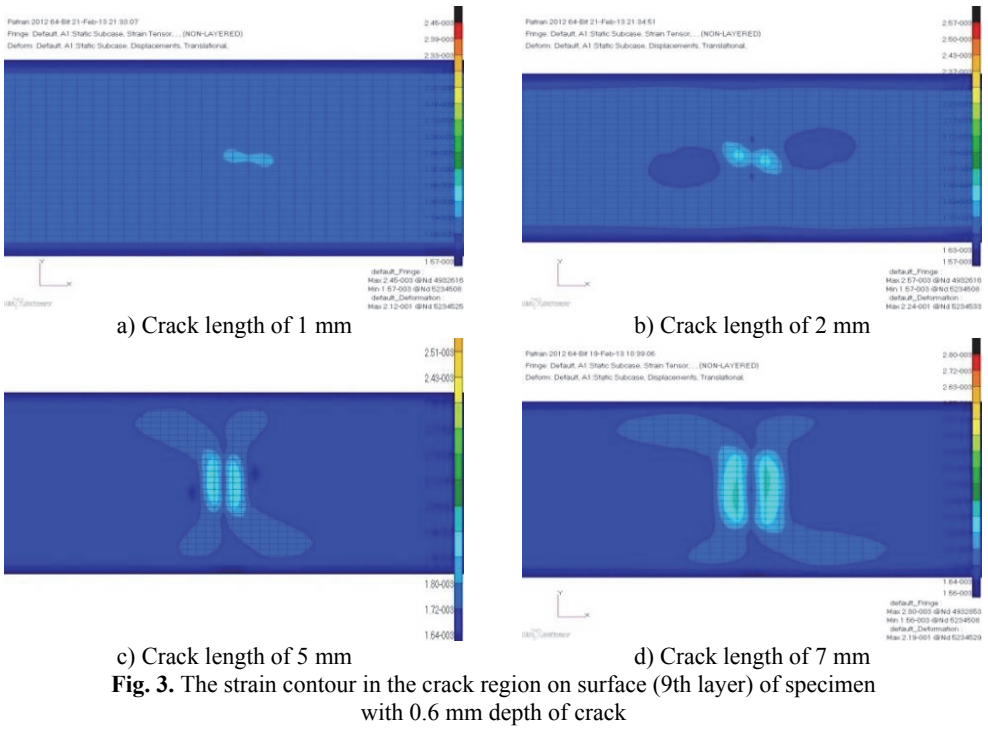 Patran 2012 64-Bit 21-Feb-13 21:33:07
Fringe: Default, A1:Static Subcase, Strain Tensor, , , (NON-LAYERED)
Deform: Default, A1:Static Subcase, Displacements, Translational,
2.45-003
2.39-003
2.33-003
1.57-003
default_Fringe :
Max 2.45-003 @Nd 4932616
Min 1.57-003 @Nd 5234508
default_Deformation :
Max 2.12-001 @Nd 5234525
Y
X
a) Crack length of 1 mm
Patran 2012 64-Bit 21-Feb-13 21:34:51
Fringe: Default, A1:Static Subcase, Strain Tensor, , , (NON-LAYERED)
Deform: Default, A1:Static Subcase, Displacements, Translational,
2.57-003
2.50-003
2.43-003
2.37-003
1.63-003
1.57-003
default_Fringe :
Max 2.57-003 @Nd 4932616
Min 1.57-003 @Nd 5234508
default_Deformation :
Max 2.24-001 @Nd 5234533
Y
X
b) Crack length of 2 mm
2.51-003
2.43-003
1.80-003
1.72-003
1.64-003
c) Crack length of 5 mm
Patran 2012 64-Bit 19-Feb-13 18:39:06
Fringe: Default, A1:Static Subcase, Strain Tensor, , , (NON-LAYERED)
Deform: Default, A1:Static Subcase, Displacements, Translational,
2.80-003
2.72-003
2.63-003
1.64-003
1.56-003
default_Fringe :
Max 2.80-003 @Nd 4932853
Min 1.56-003 @Nd 5234508
default_Deformation :
Max 2.19-001 @Nd 5234529
Y
X
d) Crack length of 7 mm
Fig. 3. The strain contour in the crack region on surface (9th layer) of specimen
with 0.6 mm depth of crack